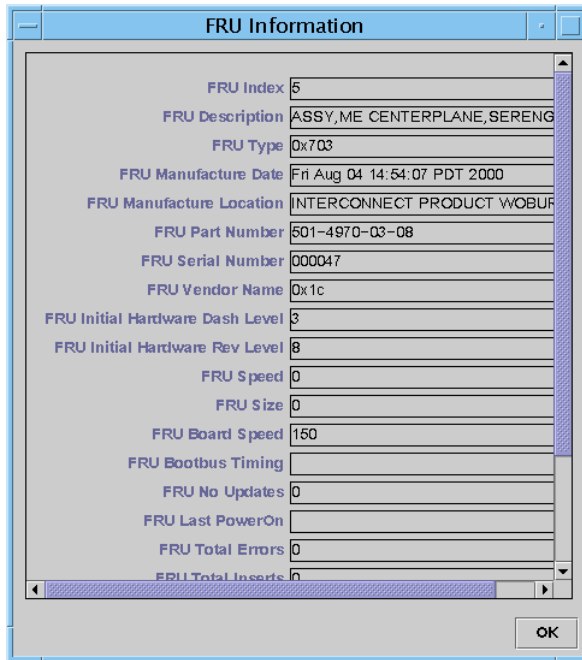 FRU Information
FRU Index 5
FRU Description ASSY,ME CENTERPLANE,SERENG
FRU Type 0x703
FRU Manufacture Date Fri Aug 04 14:54:07 PDT 2000
FRU Manufacture Location INTERCONNECT PRODUCT WOBUR
FRU Part Number 501-4970-03-08
FRU Serial Number 000047
FRU Vendor Name 0x1c
FRU Initial Hardware Dash Level 3
FRU Initial Hardware Rev Level 8
FRU Speed 0
FRU Size 0
FRU Board Speed 150
FRU Bootbus Timing
FRU No Updates 0
FRU Last PowerOn
FRU Total Errors 0
FRU Total Inserts 0
OK